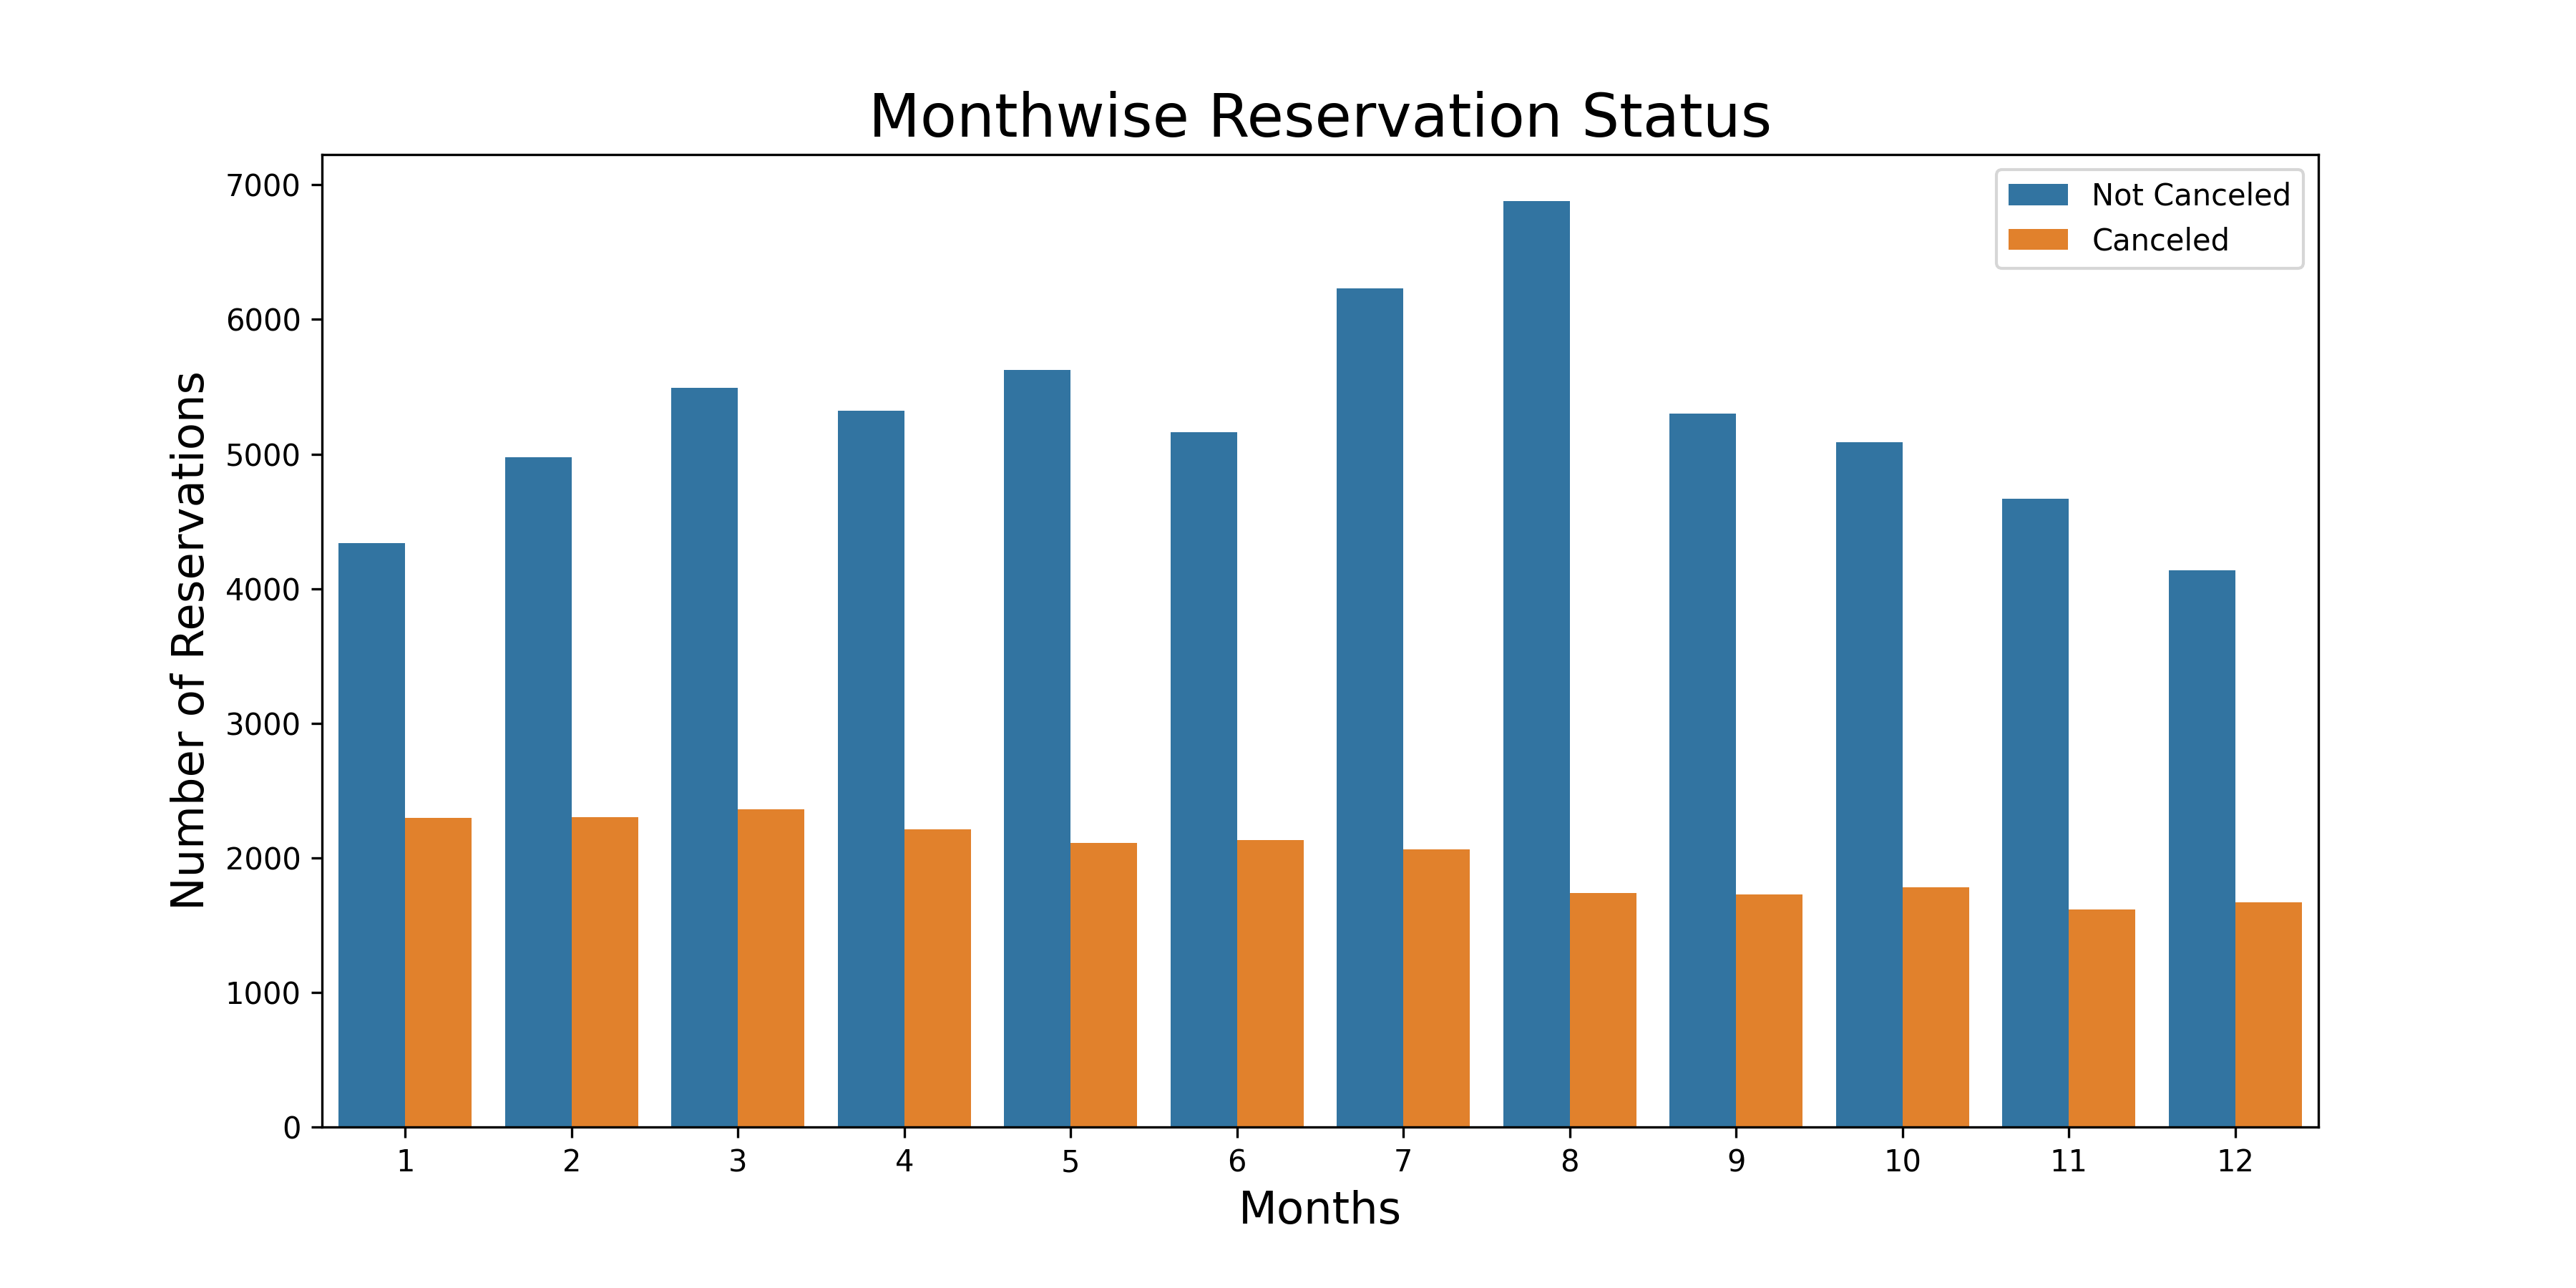 Monthwise Reservation Status
Number of Reservations
7000
6000
5000
4000
3000
2000
1000
0
Not Canceled
Canceled
1 2 3 4 5 6 7 8 9 10 11 12
Months